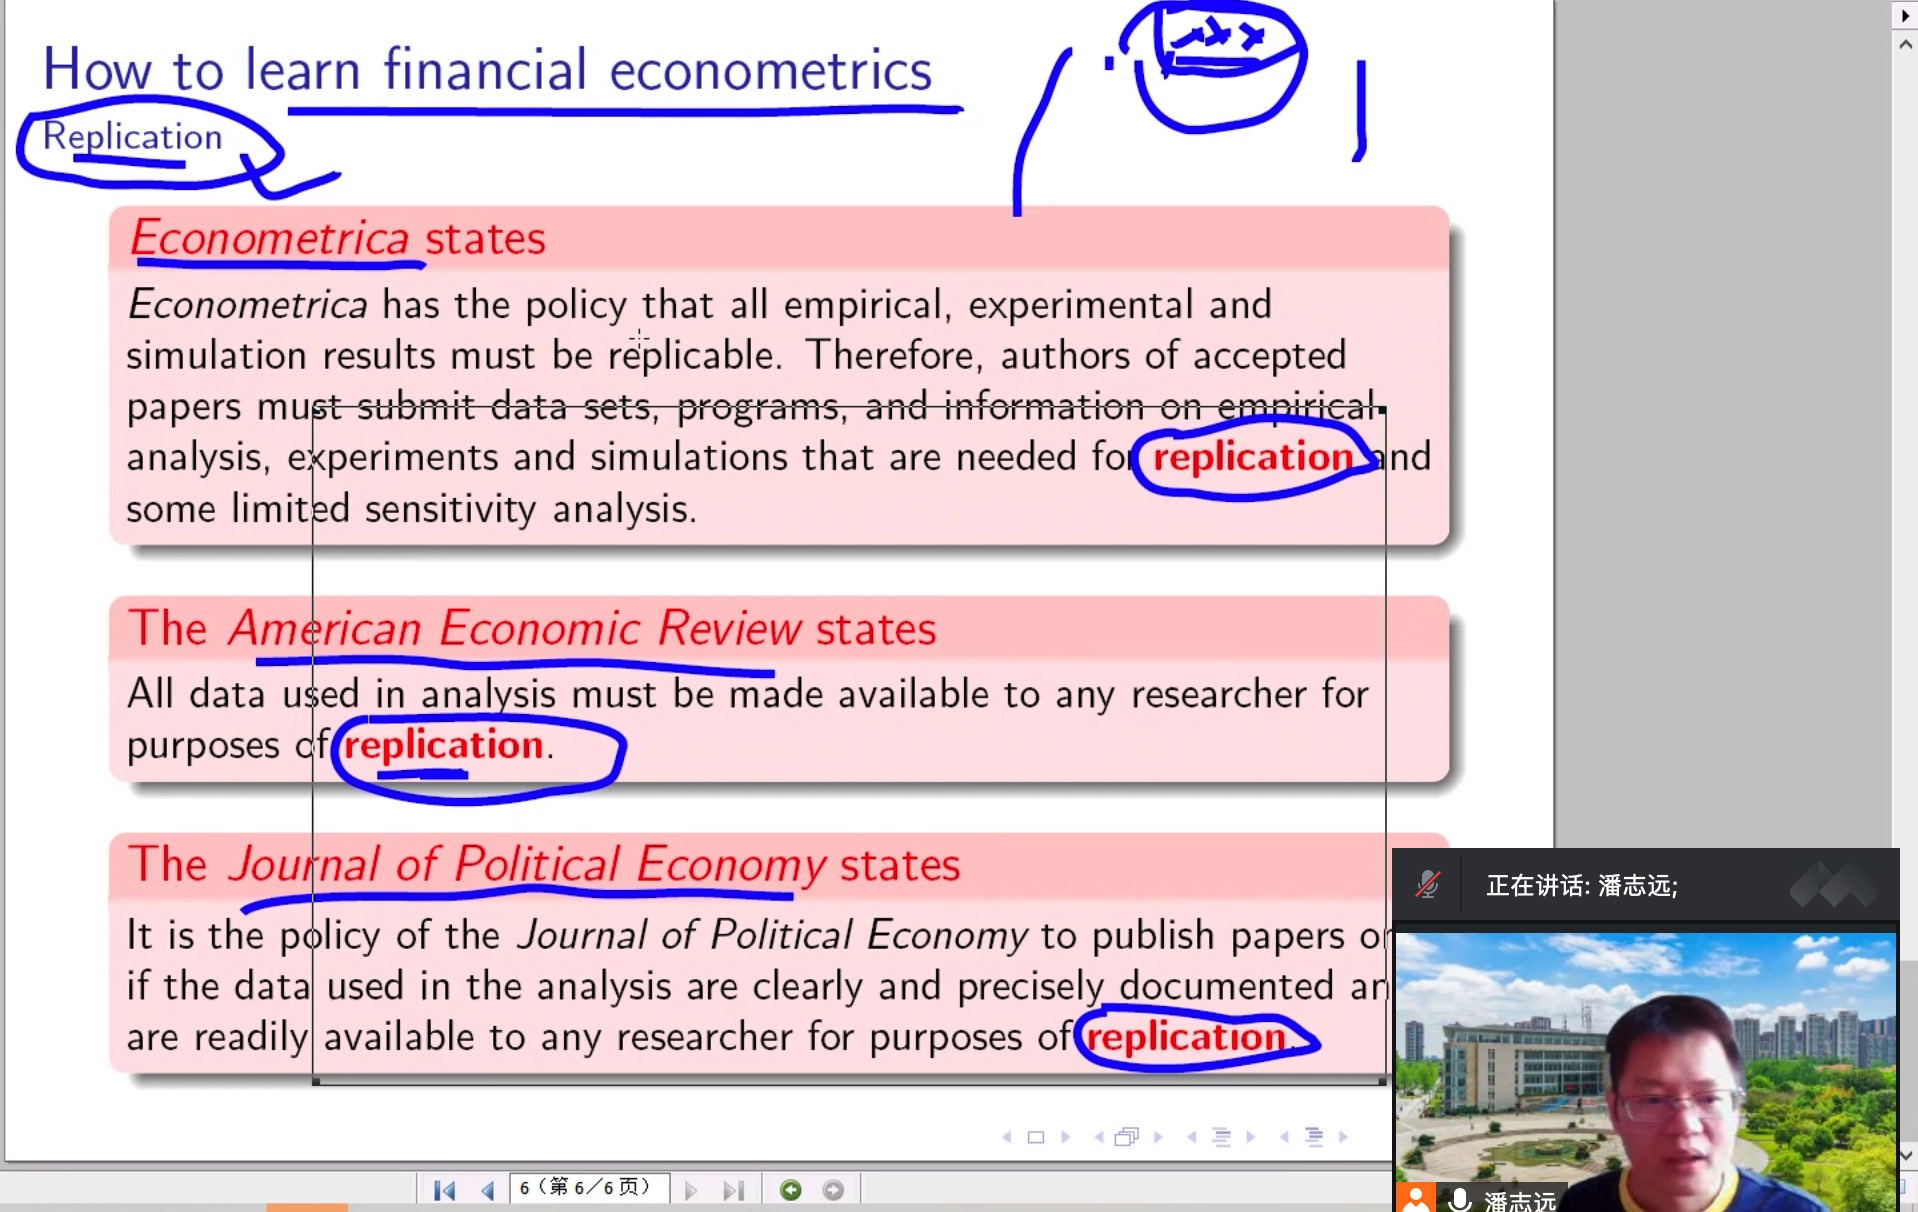 How to learn financial econometrics
Replication
Econometrica states
Econometrica has the policy that all empirical, experimental and
simulation results must be replicable. Therefore, authors of accepted
papers must submit data sets, programs, and information on empirical
analysis, experiments and simulations that are needed for replication and
some limited sensitivity analysis.
The American Economic Review states
All data used in analysis must be made available to any researcher for
purposes of replication.
The Journal of Political Economy states
It is the policy of the Journal of Political Economy to publish papers
if the data used in the analysis are clearly and precisely documented
are readily available to any researcher for purposes of replication.
正在讲话: 潘志远;
6（第 6／6 页）
潘志远